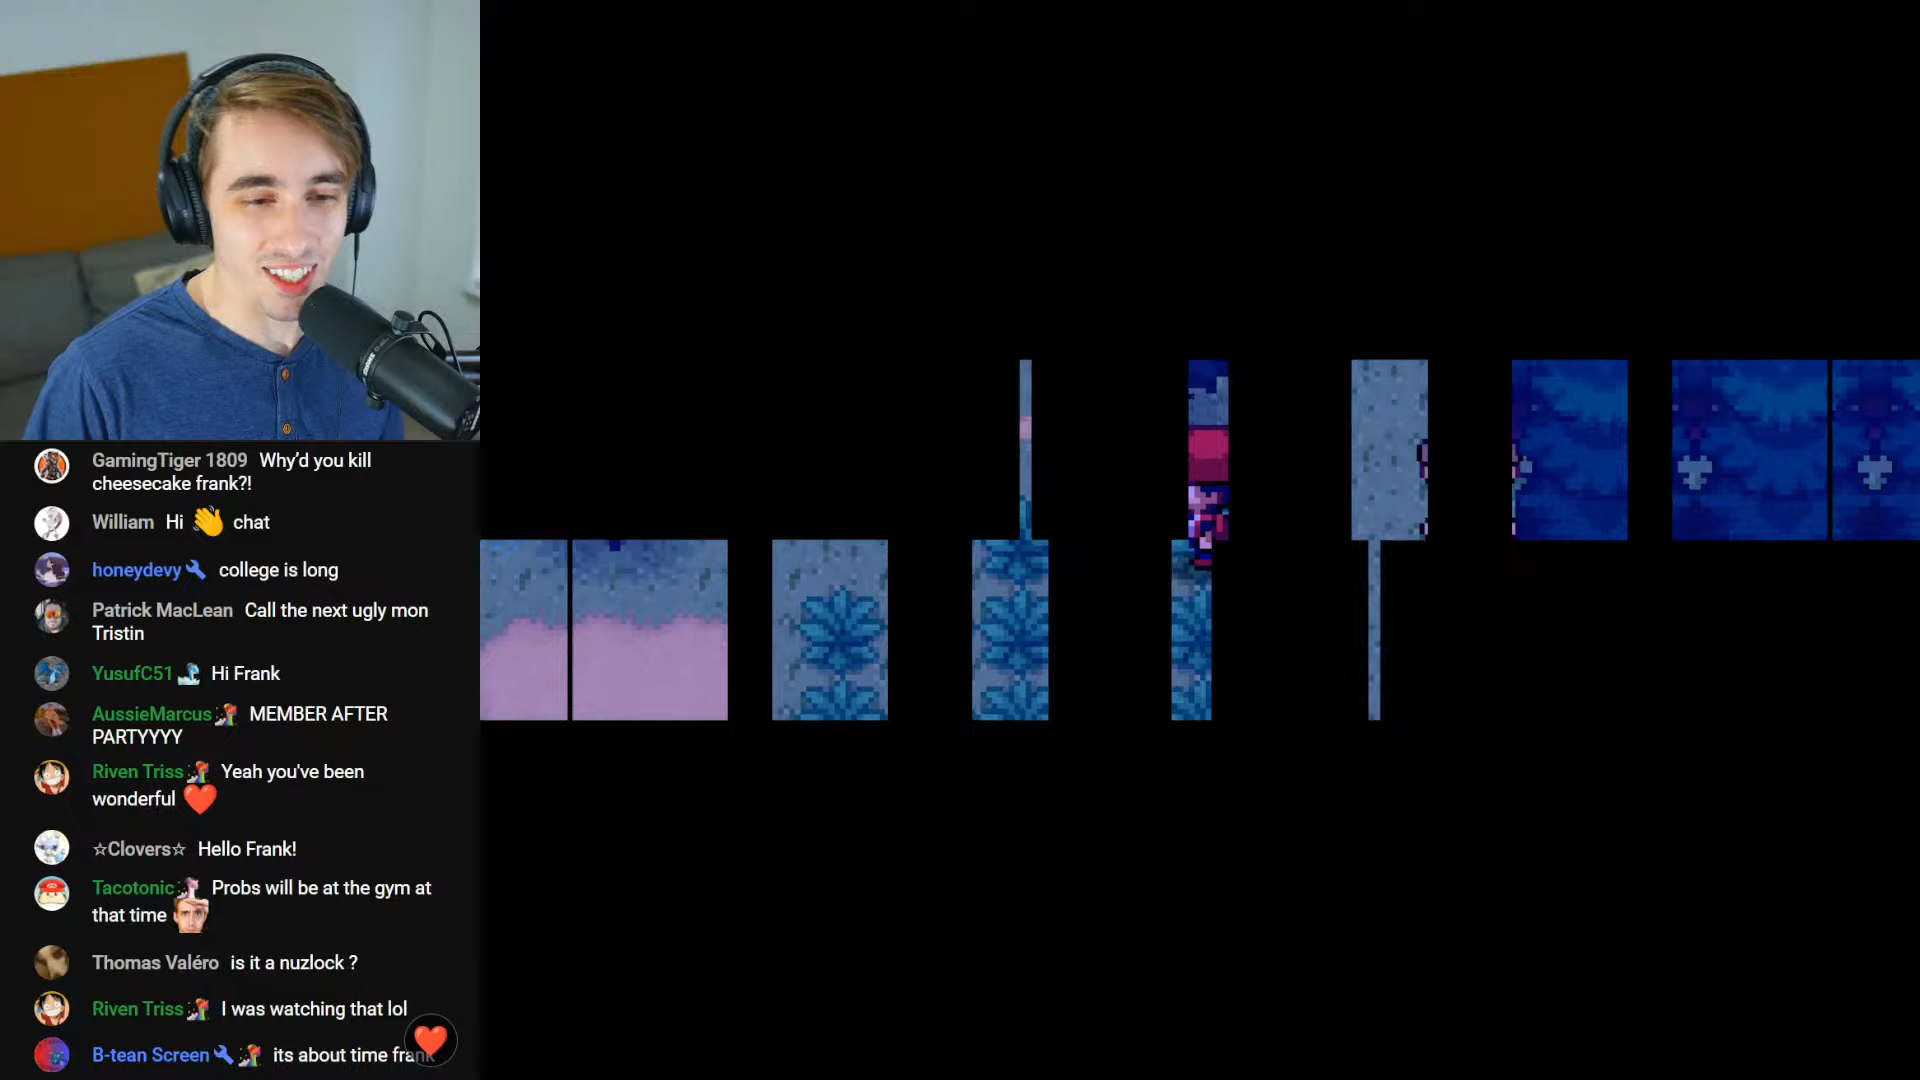 GamingTiger 1809 Why’d you kill
cheesecake frank?!
William Hi 👋 chat
honeydevy college is long
Patrick MacLean Call the next ugly mon
Tristin
YusufC51 Hi Frank
AussieMarcus MEMBER AFTER
PARTYYYY
Riven Triss Yeah you've been
wonderful ❤️
☆Clovers☆ Hello Frank!
Tacotonic Probs will be at the gym at
that time
Thomas Valéro is it a nuzlock ?
Riven Triss I was watching that lol
B-tean Screen its about time frank